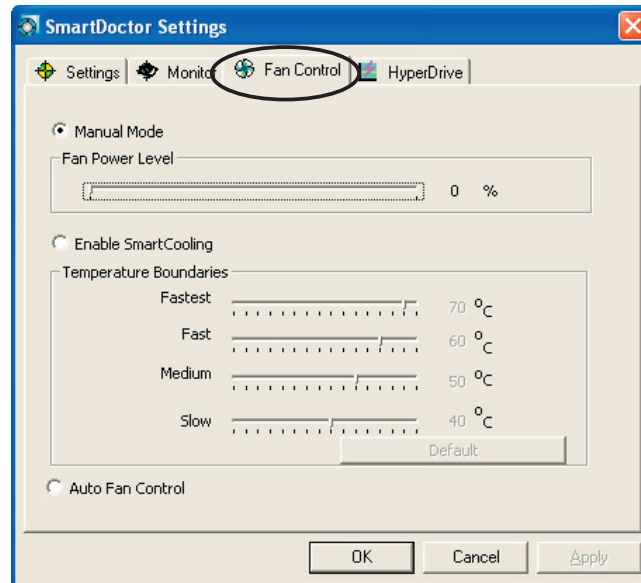 SmartDoctor Settings
Settings Monitor Fan Control HyperDrive
Manual Mode
Fan Power Level
0 %
Enable SmartCooling
Temperature Boundaries
Fastest 70 °C
Fast 60 °C
Medium 50 °C
Slow 40 °C
Default
Auto Fan Control
OK Cancel Apply